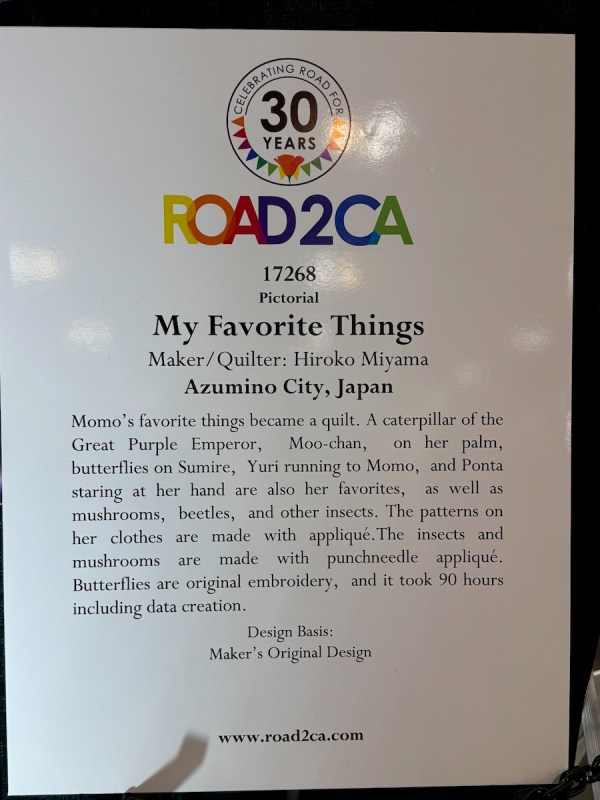 CELEBRATING ROAD FOR
30
YEARS
ROAD2CA
17268
Pictorial
My Favorite Things
Maker/Quilter: Hiroko Miyama
Azumino City, Japan
Momo's favorite things became a quilt. A caterpillar of the
Great Purple Emperor, Moo-chan, on her palm,
butterflies on Sumire, Yuri running to Momo, and Ponta
staring at her hand are also her favorites, as well as
mushrooms, beetles, and other insects. The patterns on
her clothes are made with appliqué.The insects and
mushrooms are made with punchneedle appliqué.
Butterflies are original embroidery, and it took 90 hours
including data creation.
Design Basis:
Maker's Original Design
www.road2ca.com